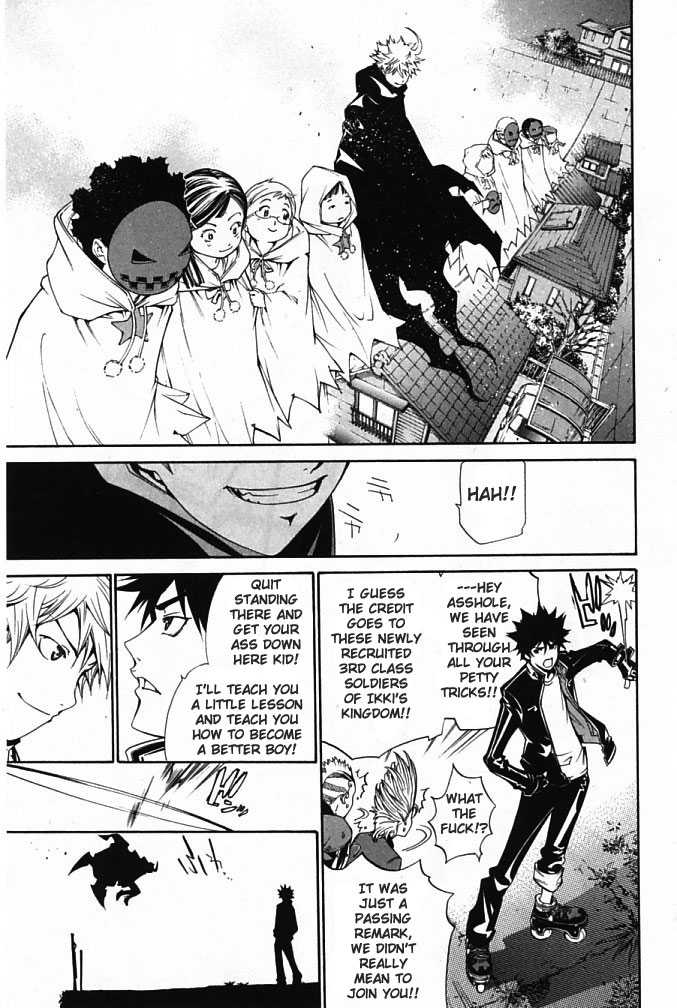 HAH!!
---HEY
ASSHOLE,
WE HAVE
SEEN
THROUGH
ALL YOUR
PETTY
TRICKS!!
I GUESS
THE CREDIT
GOES TO
THESE NEWLY
RECRUITED
3RD CLASS
SOLDIERS
OF IKKI'S
KINGDOM!!
WHAT
THE
FUCK!?
IT WAS
JUST A
PASSING
REMARK,
WE DIDN'T
REALLY
MEAN TO
JOIN YOU!!
QUIT
STANDING
THERE AND
GET YOUR
ASS DOWN
HERE KID!
I'LL TEACH YOU
A LITTLE LESSON
AND TEACH YOU
HOW TO BECOME
A BETTER BOY!